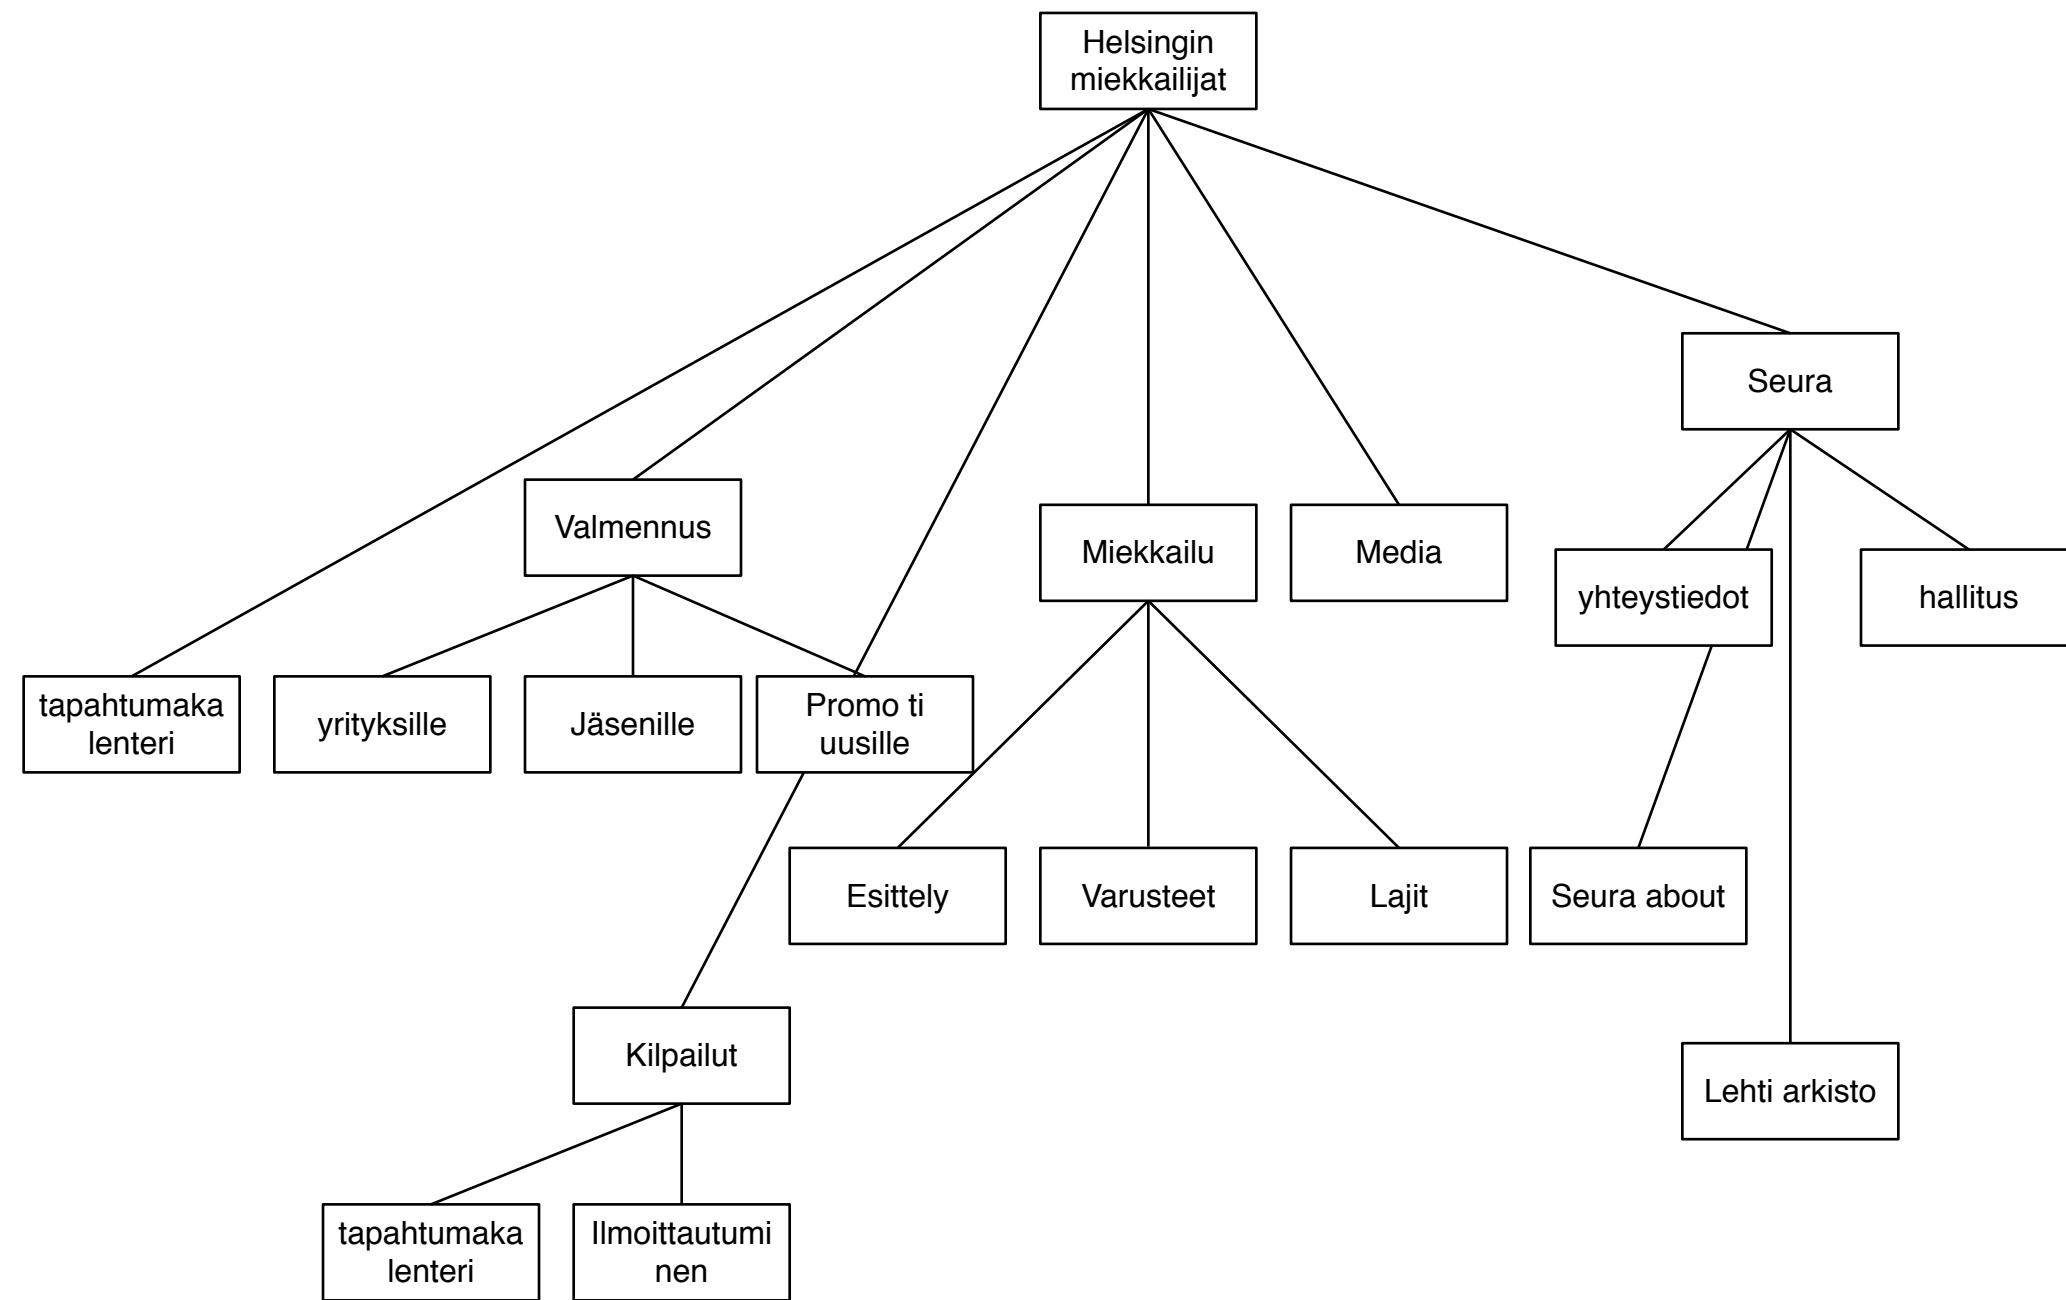 Helsingin
miekkailijat
Seura
Valmennus
Miekkailu
Media
yhteystiedot
hallitus
tapahtumaka
lenteri
yrityksille
Jäsenille
Promo ti
uusille
Esittely
Varusteet
Lajit
Seura about
Kilpailut
Lehti arkisto
tapahtumaka
lenteri
Ilmoittautumi
nen